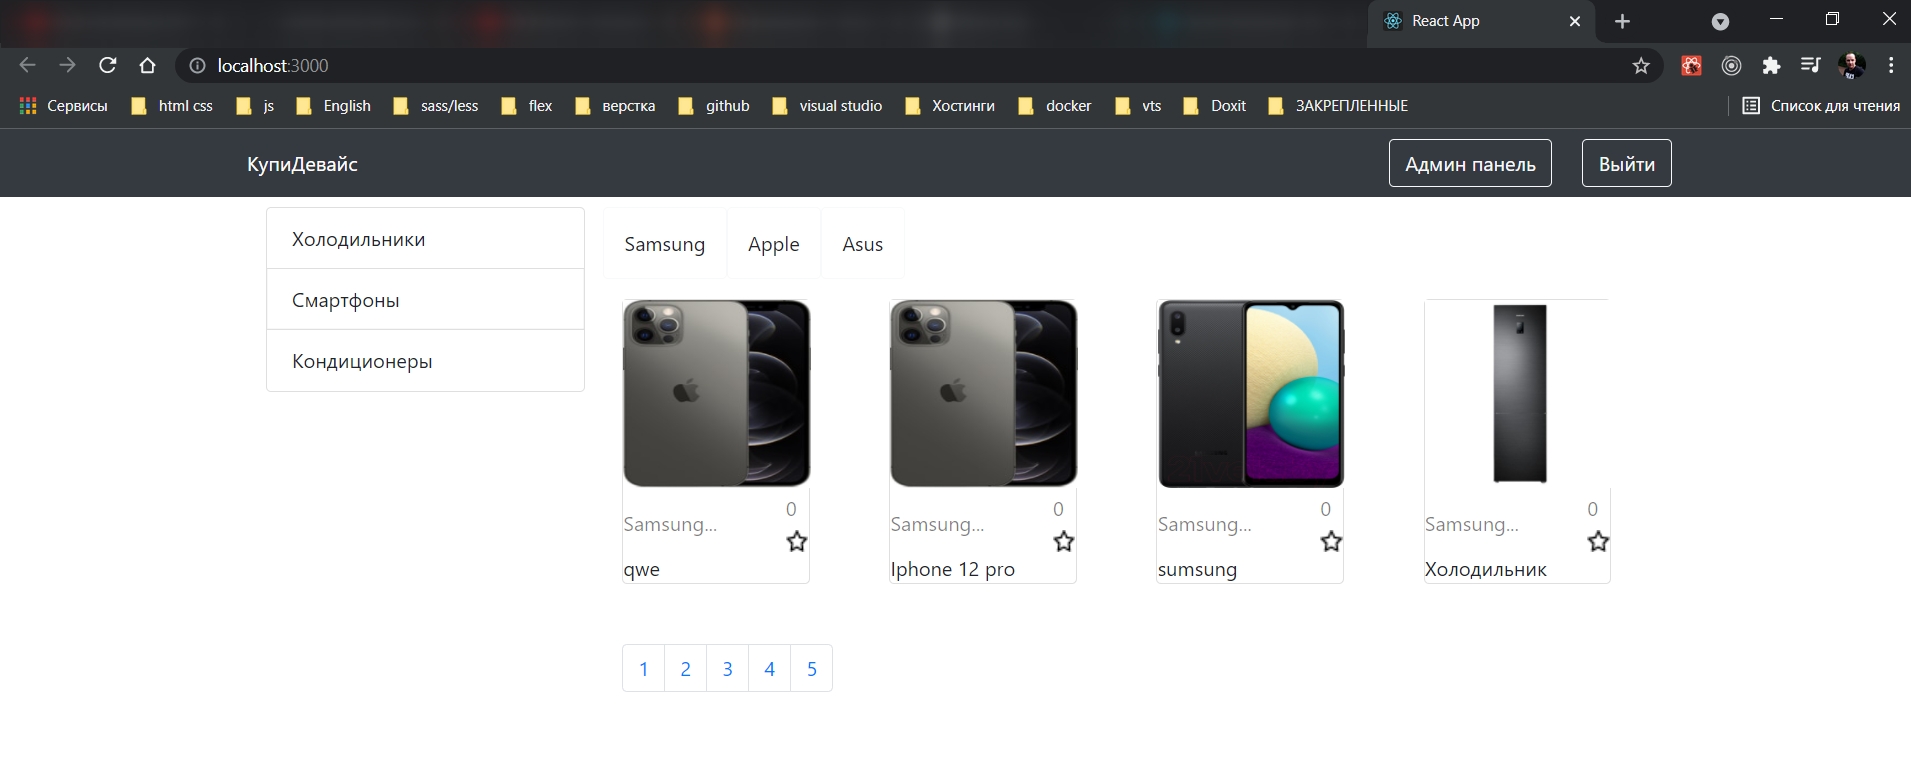 React App
localhost:3000
Сервисы html css js English sass/less flex верстка github visual studio Хостинги docker vts Doxit ЗАКРЕПЛЕННЫЕ Список для чтения
КупиДевайс Админ панель Выйти
Холодильники
Смартфоны
Кондиционеры
Samsung Apple Asus
0 0 0 0
Samsung... Samsung... Samsung... Samsung...
qwe Iphone 12 pro sumsung Холодильник
1 2 3 4 5